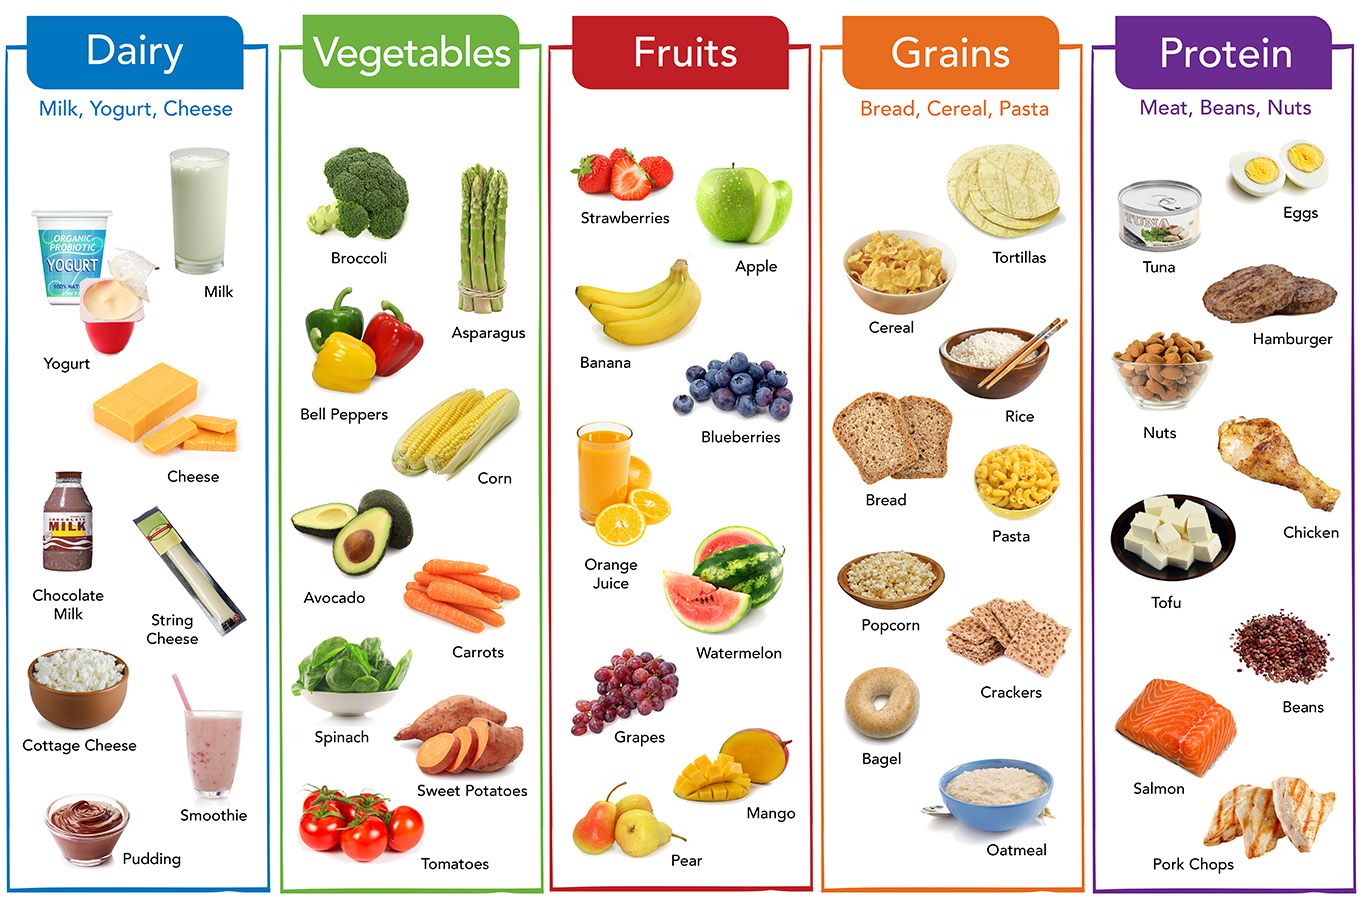 Dairy
Milk, Yogurt, Cheese
Milk
ORGANIC
PROBIOTIC
YOGURT
Yogurt
Cheese
CHOCOLATE
MILK
Chocolate
Milk
String
Cheese
Cottage Cheese
Smoothie
Pudding
Vegetables
Broccoli
Asparagus
Bell Peppers
Corn
Avocado
Carrots
Spinach
Sweet Potatoes
Tomatoes
Fruits
Strawberries
Apple
Banana
Blueberries
Orange
Juice
Watermelon
Grapes
Mango
Pear
Grains
Bread, Cereal, Pasta
Tortillas
Cereal
Rice
Bread
Pasta
Popcorn
Crackers
Bagel
Oatmeal
Protein
Meat, Beans, Nuts
Eggs
TUNA
Tuna
Hamburger
Nuts
Chicken
Tofu
Beans
Salmon
Pork Chops